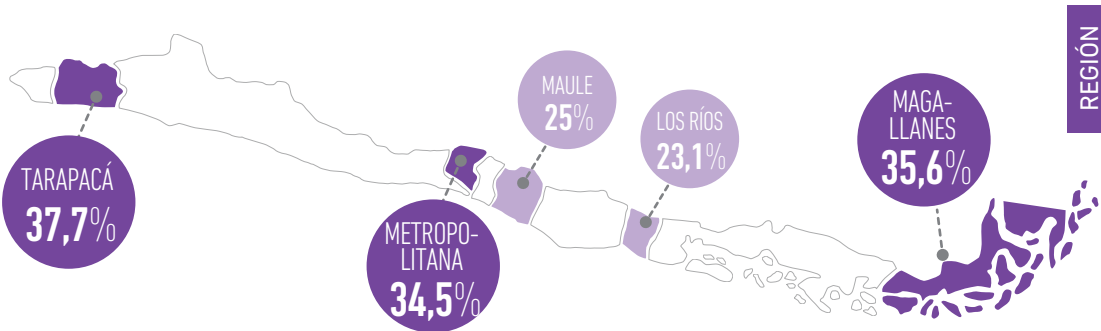 REGIÓN
TARAPACÁ
37,7%
METROPO-
LITANA
34,5%
MAULE
25%
LOS RÍOS
23,1%
MAGA-
LLANES
35,6%